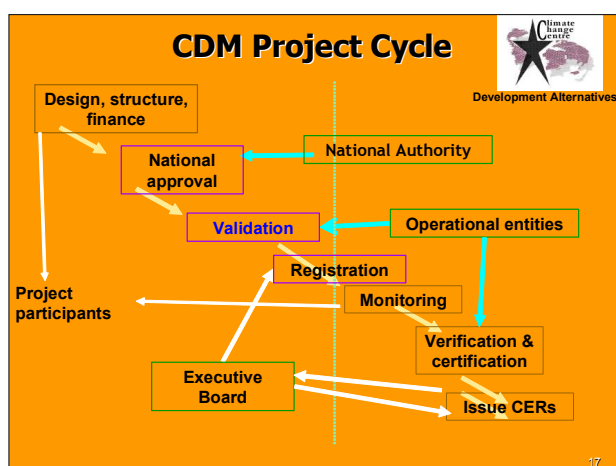 CDM Project Cycle
Climate
Change
Centre
Development Alternatives
Design, structure,
finance
National
approval
National Authority
Validation
Operational entities
Registration
Project
participants
Monitoring
Verification &
certification
Executive
Board
Issue CERs
17